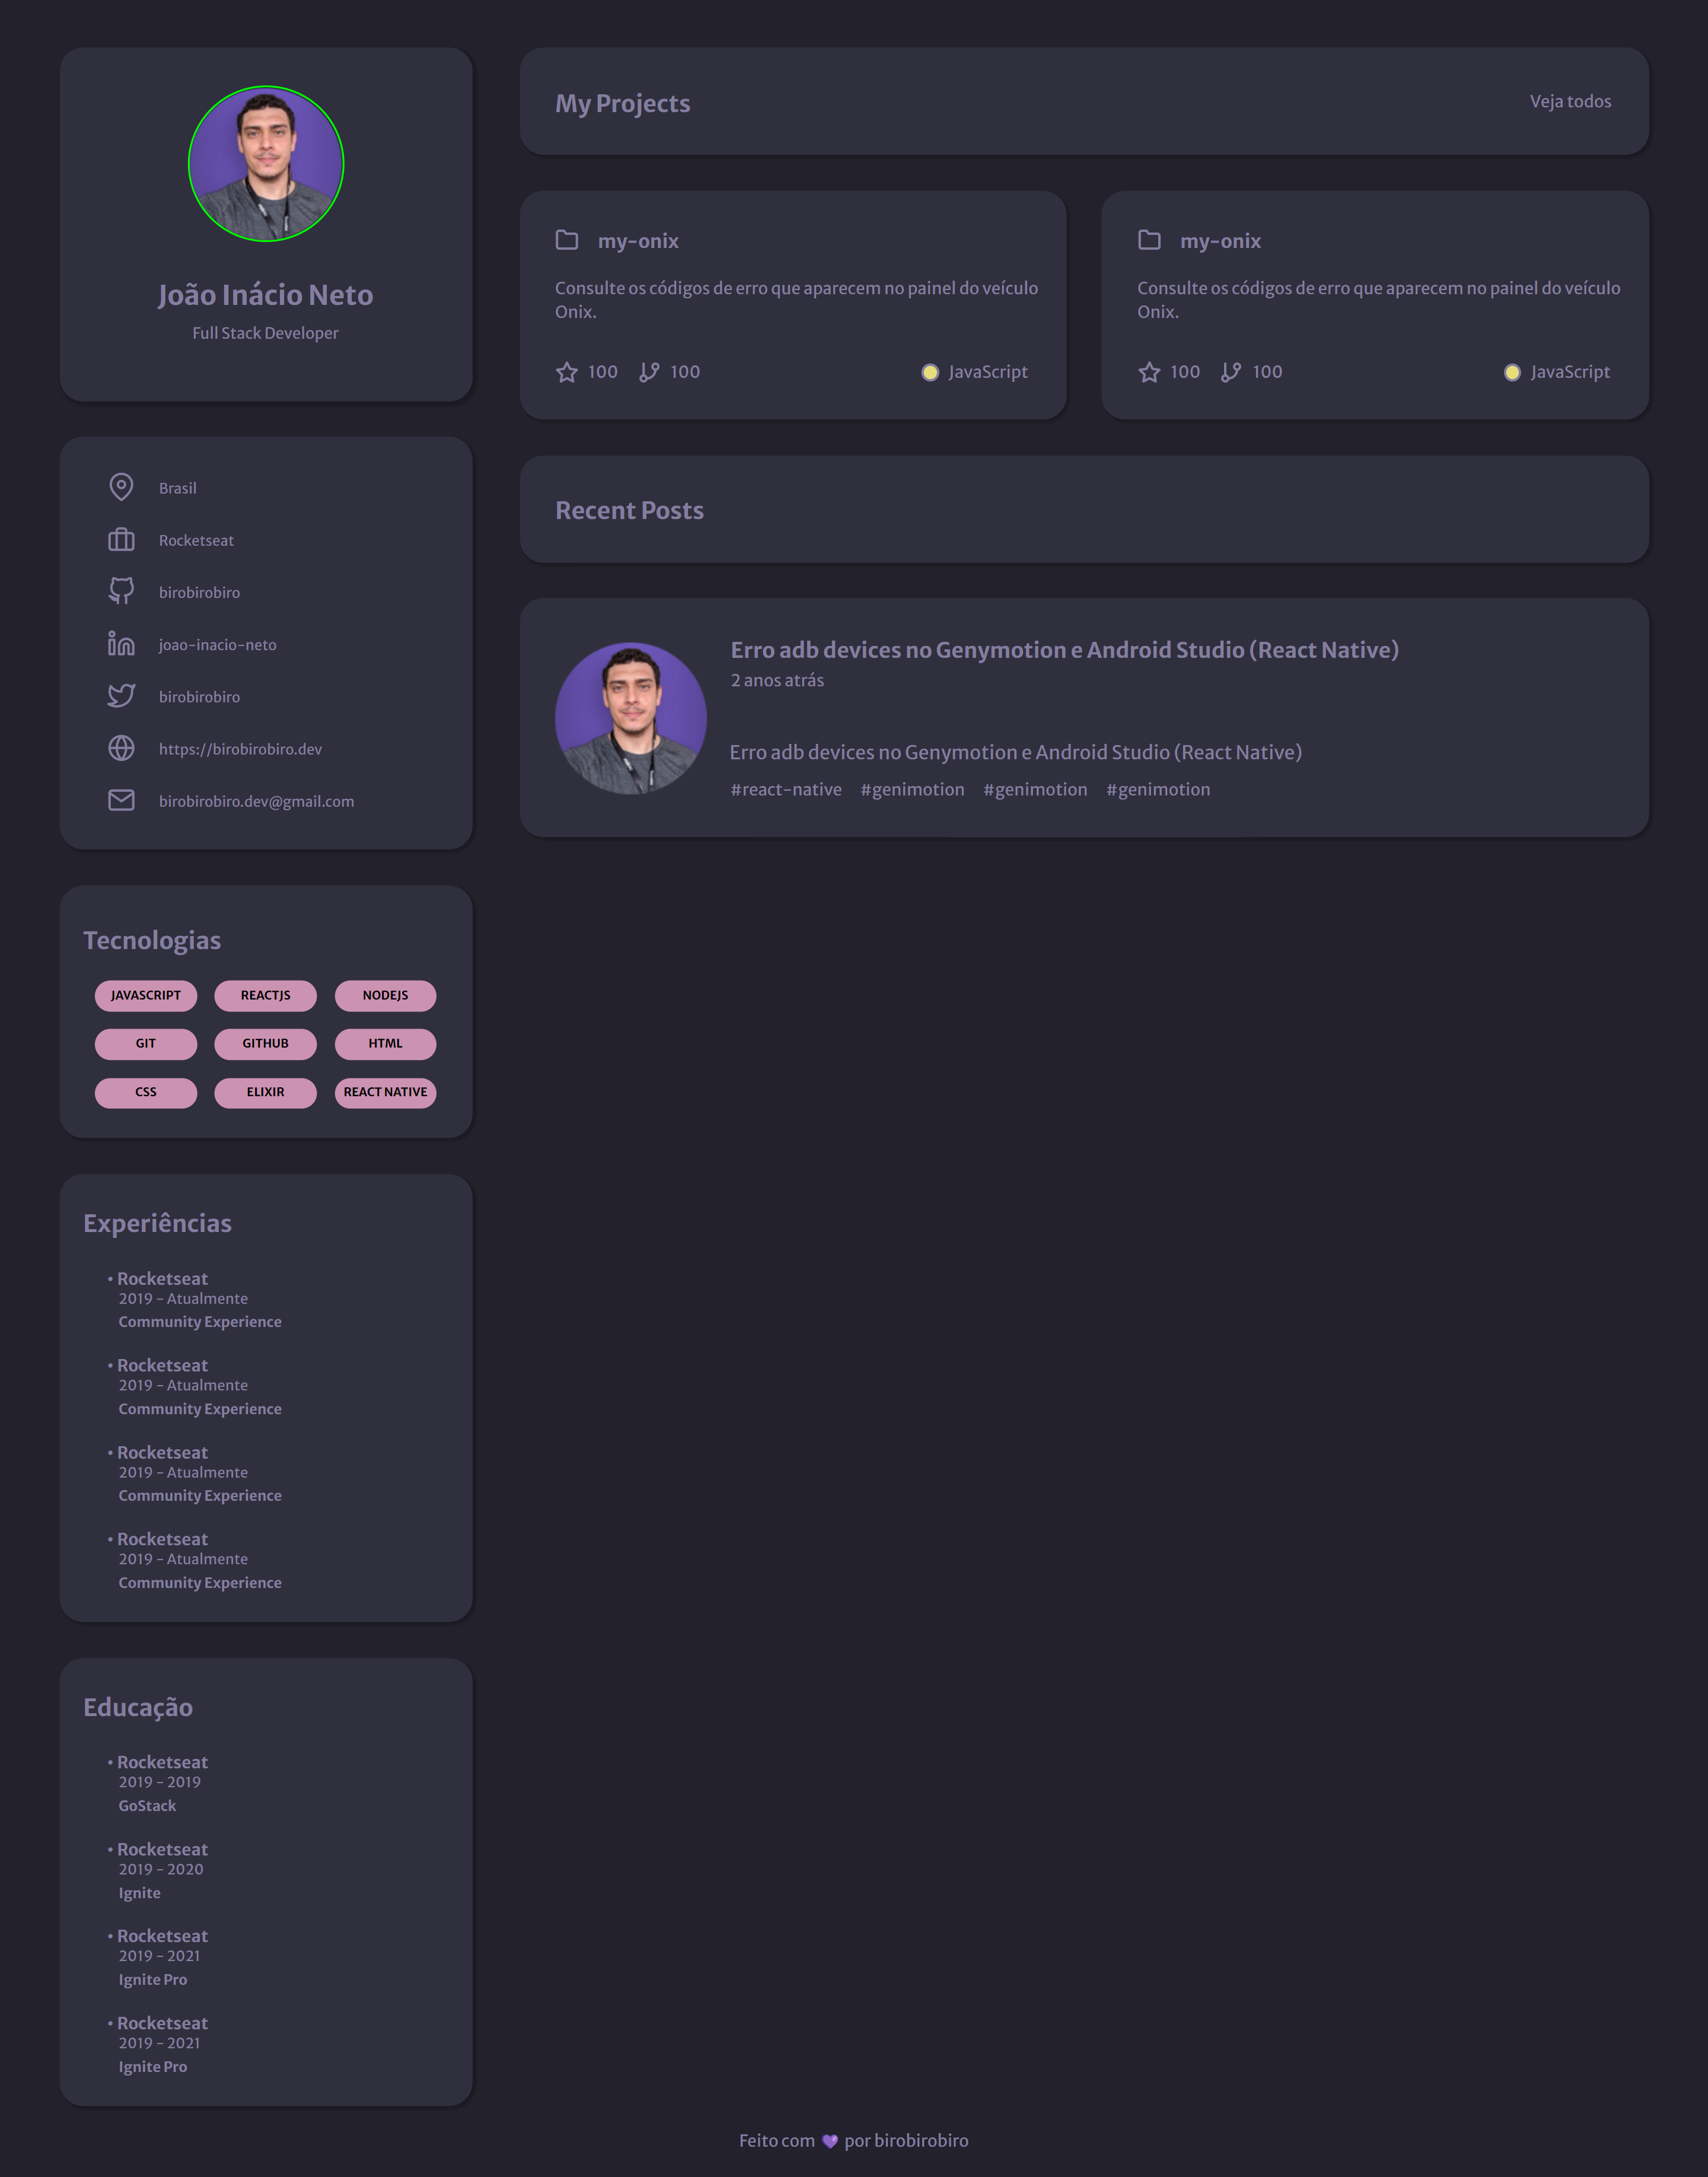 João Inácio Neto
Full Stack Developer
Brasil
Rocketseat
birobirobiro
joao-inacio-neto
birobirobiro
https://birobirobiro.dev
birobirobiro.dev@gmail.com
Tecnologias
JAVASCRIPT REACTJS NODEJS
GIT GITHUB HTML
CSS ELIXIR REACT NATIVE
Experiências
• Rocketseat
2019 - Atualmente
Community Experience
• Rocketseat
2019 - Atualmente
Community Experience
• Rocketseat
2019 - Atualmente
Community Experience
• Rocketseat
2019 - Atualmente
Community Experience
Educação
• Rocketseat
2019 - 2019
GoStack
• Rocketseat
2019 - 2020
Ignite
• Rocketseat
2019 - 2021
Ignite Pro
• Rocketseat
2019 - 2021
Ignite Pro
My Projects Veja todos
my-onix
Consulte os códigos de erro que aparecem no painel do veículo
Onix.
100 100 JavaScript
my-onix
Consulte os códigos de erro que aparecem no painel do veículo
Onix.
100 100 JavaScript
Recent Posts
Erro adb devices no Genymotion e Android Studio (React Native)
2 anos atrás
Erro adb devices no Genymotion e Android Studio (React Native)
#react-native #genimotion #genimotion #genimotion
Feito com 💜 por birobirobiro